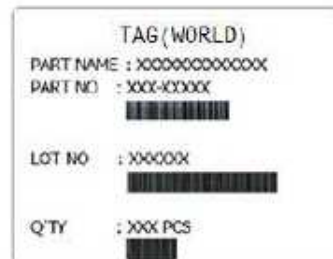 TAG(WORLD)
PART NAME : XXXXXXXXXXXXX
PART NO : XXX-XXXXX
LOT NO : XXXXXX
Q'TY : XXX PCS